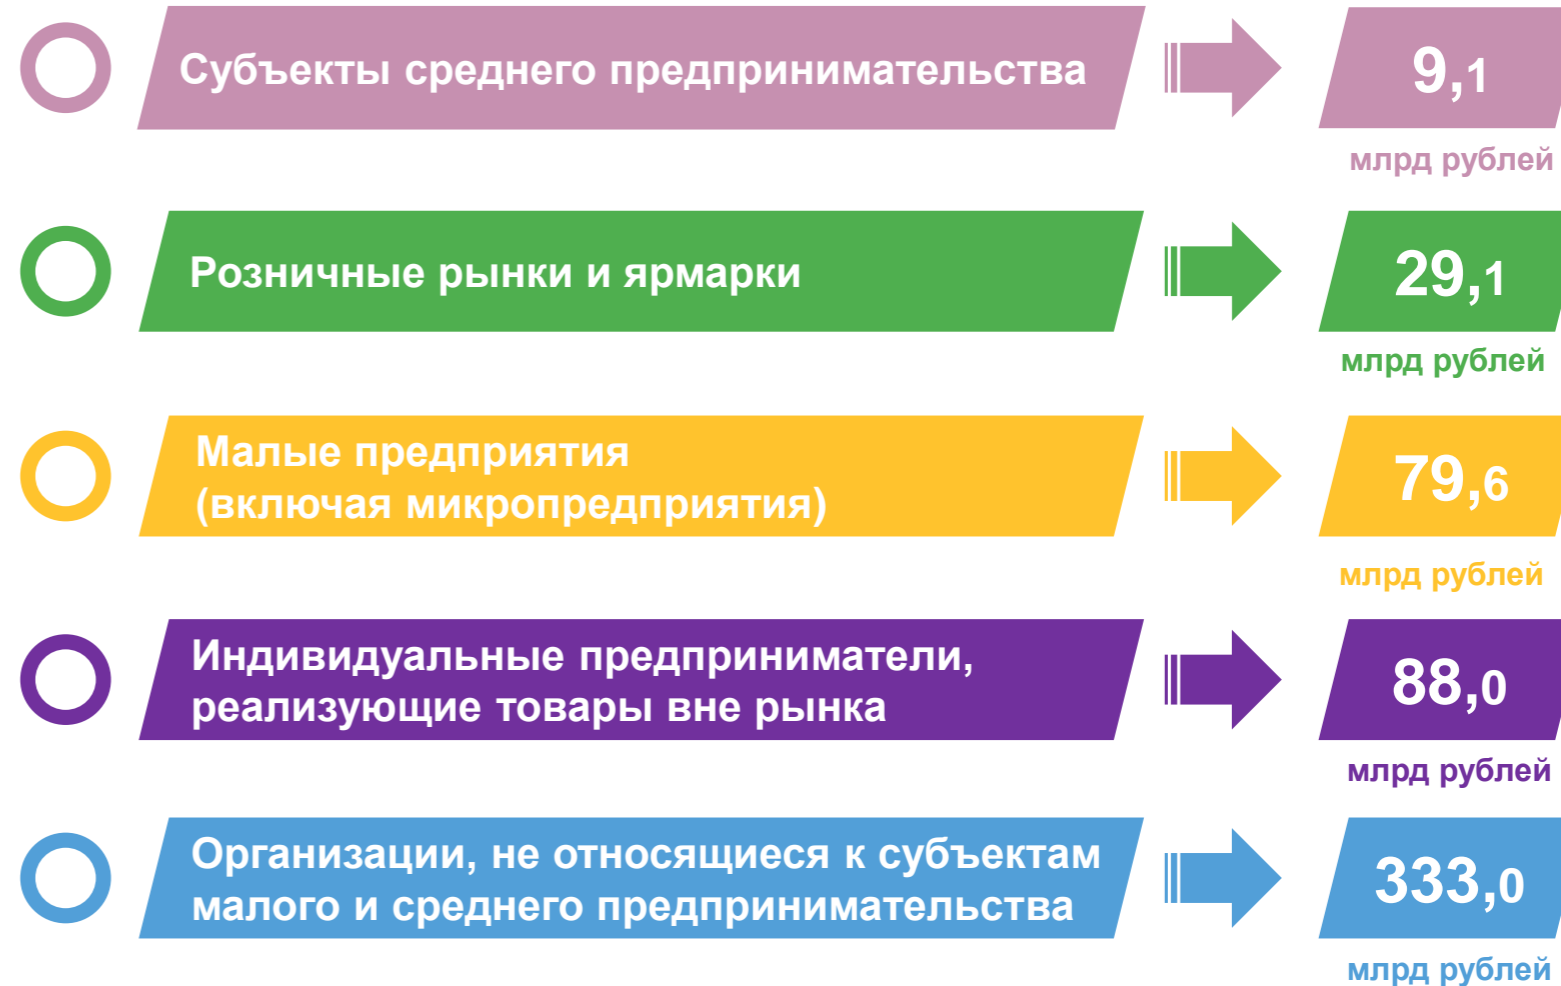 Субъекты среднего предпринимательства
9,1
млрд рублей
Розничные рынки и ярмарки
29,1
млрд рублей
Малые предприятия
(включая микропредприятия)
79,6
млрд рублей
Индивидуальные предприниматели,
реализующие товары вне рынка
88,0
млрд рублей
Организации, не относящиеся к субъектам
малого и среднего предпринимательства
333,0
млрд рублей